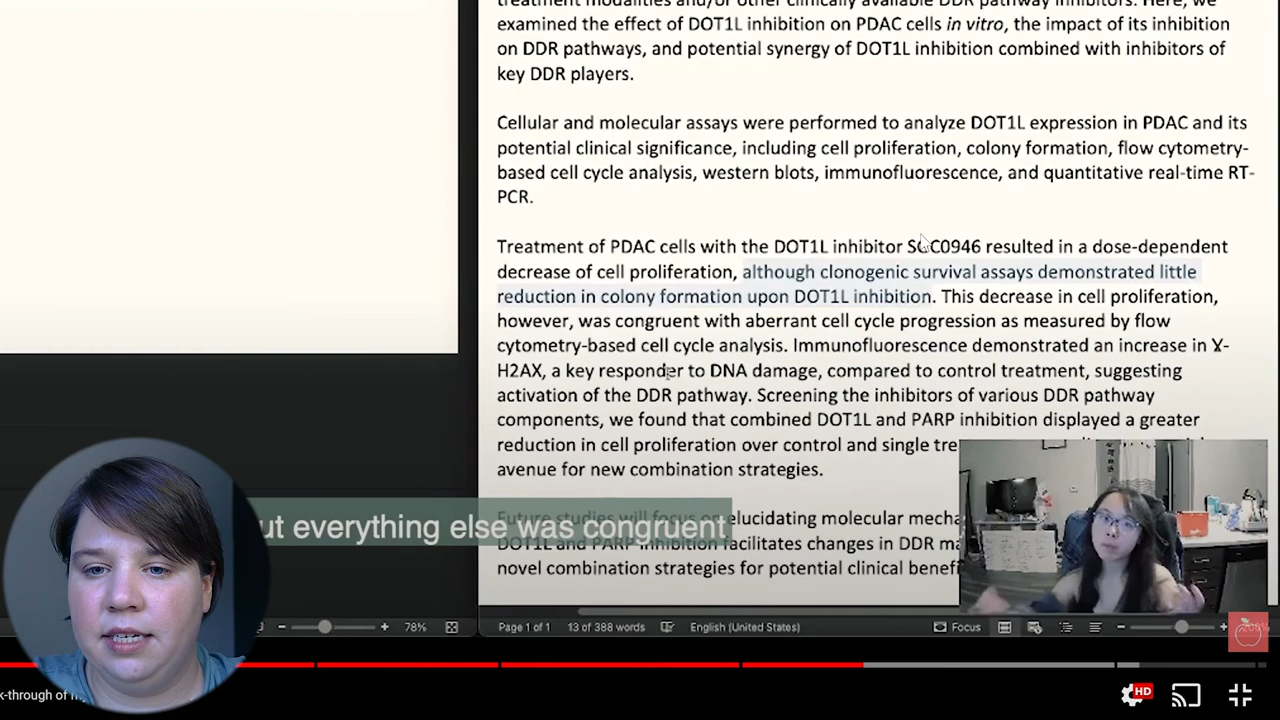 treatment modalities and/or other clinically available DDR pathway inhibitors. Here, we
examined the effect of DOT1L inhibition on PDAC cells in vitro, the impact of its inhibition
on DDR pathways, and potential synergy of DOT1L inhibition combined with inhibitors of
key DDR players.
Cellular and molecular assays were performed to analyze DOT1L expression in PDAC and its
potential clinical significance, including cell proliferation, colony formation, flow cytometry-
based cell cycle analysis, western blots, immunofluorescence, and quantitative real-time RT-
PCR.
Treatment of PDAC cells with the DOT1L inhibitor SGC0946 resulted in a dose-dependent
decrease of cell proliferation, although clonogenic survival assays demonstrated little
reduction in colony formation upon DOT1L inhibition. This decrease in cell proliferation,
however, was congruent with aberrant cell cycle progression as measured by flow
cytometry-based cell cycle analysis. Immunofluorescence demonstrated an increase in Ɣ-
H2AX, a key responder to DNA damage, compared to control treatment, suggesting
activation of the DDR pathway. Screening the inhibitors of various DDR pathway
components, we found that combined DOT1L and PARP inhibition displayed a greater
reduction in cell proliferation over control and single
avenue for new combination strategies.
Future studies will focus on elucidating molecular
DOT1L and PARP inhibition facilitates changes in DDR
novel combination strategies for potential clinical
ut everything else was congruent
78%
Page 1 of 1 13 of 388 words English (United States) Focus
k-through of
HD